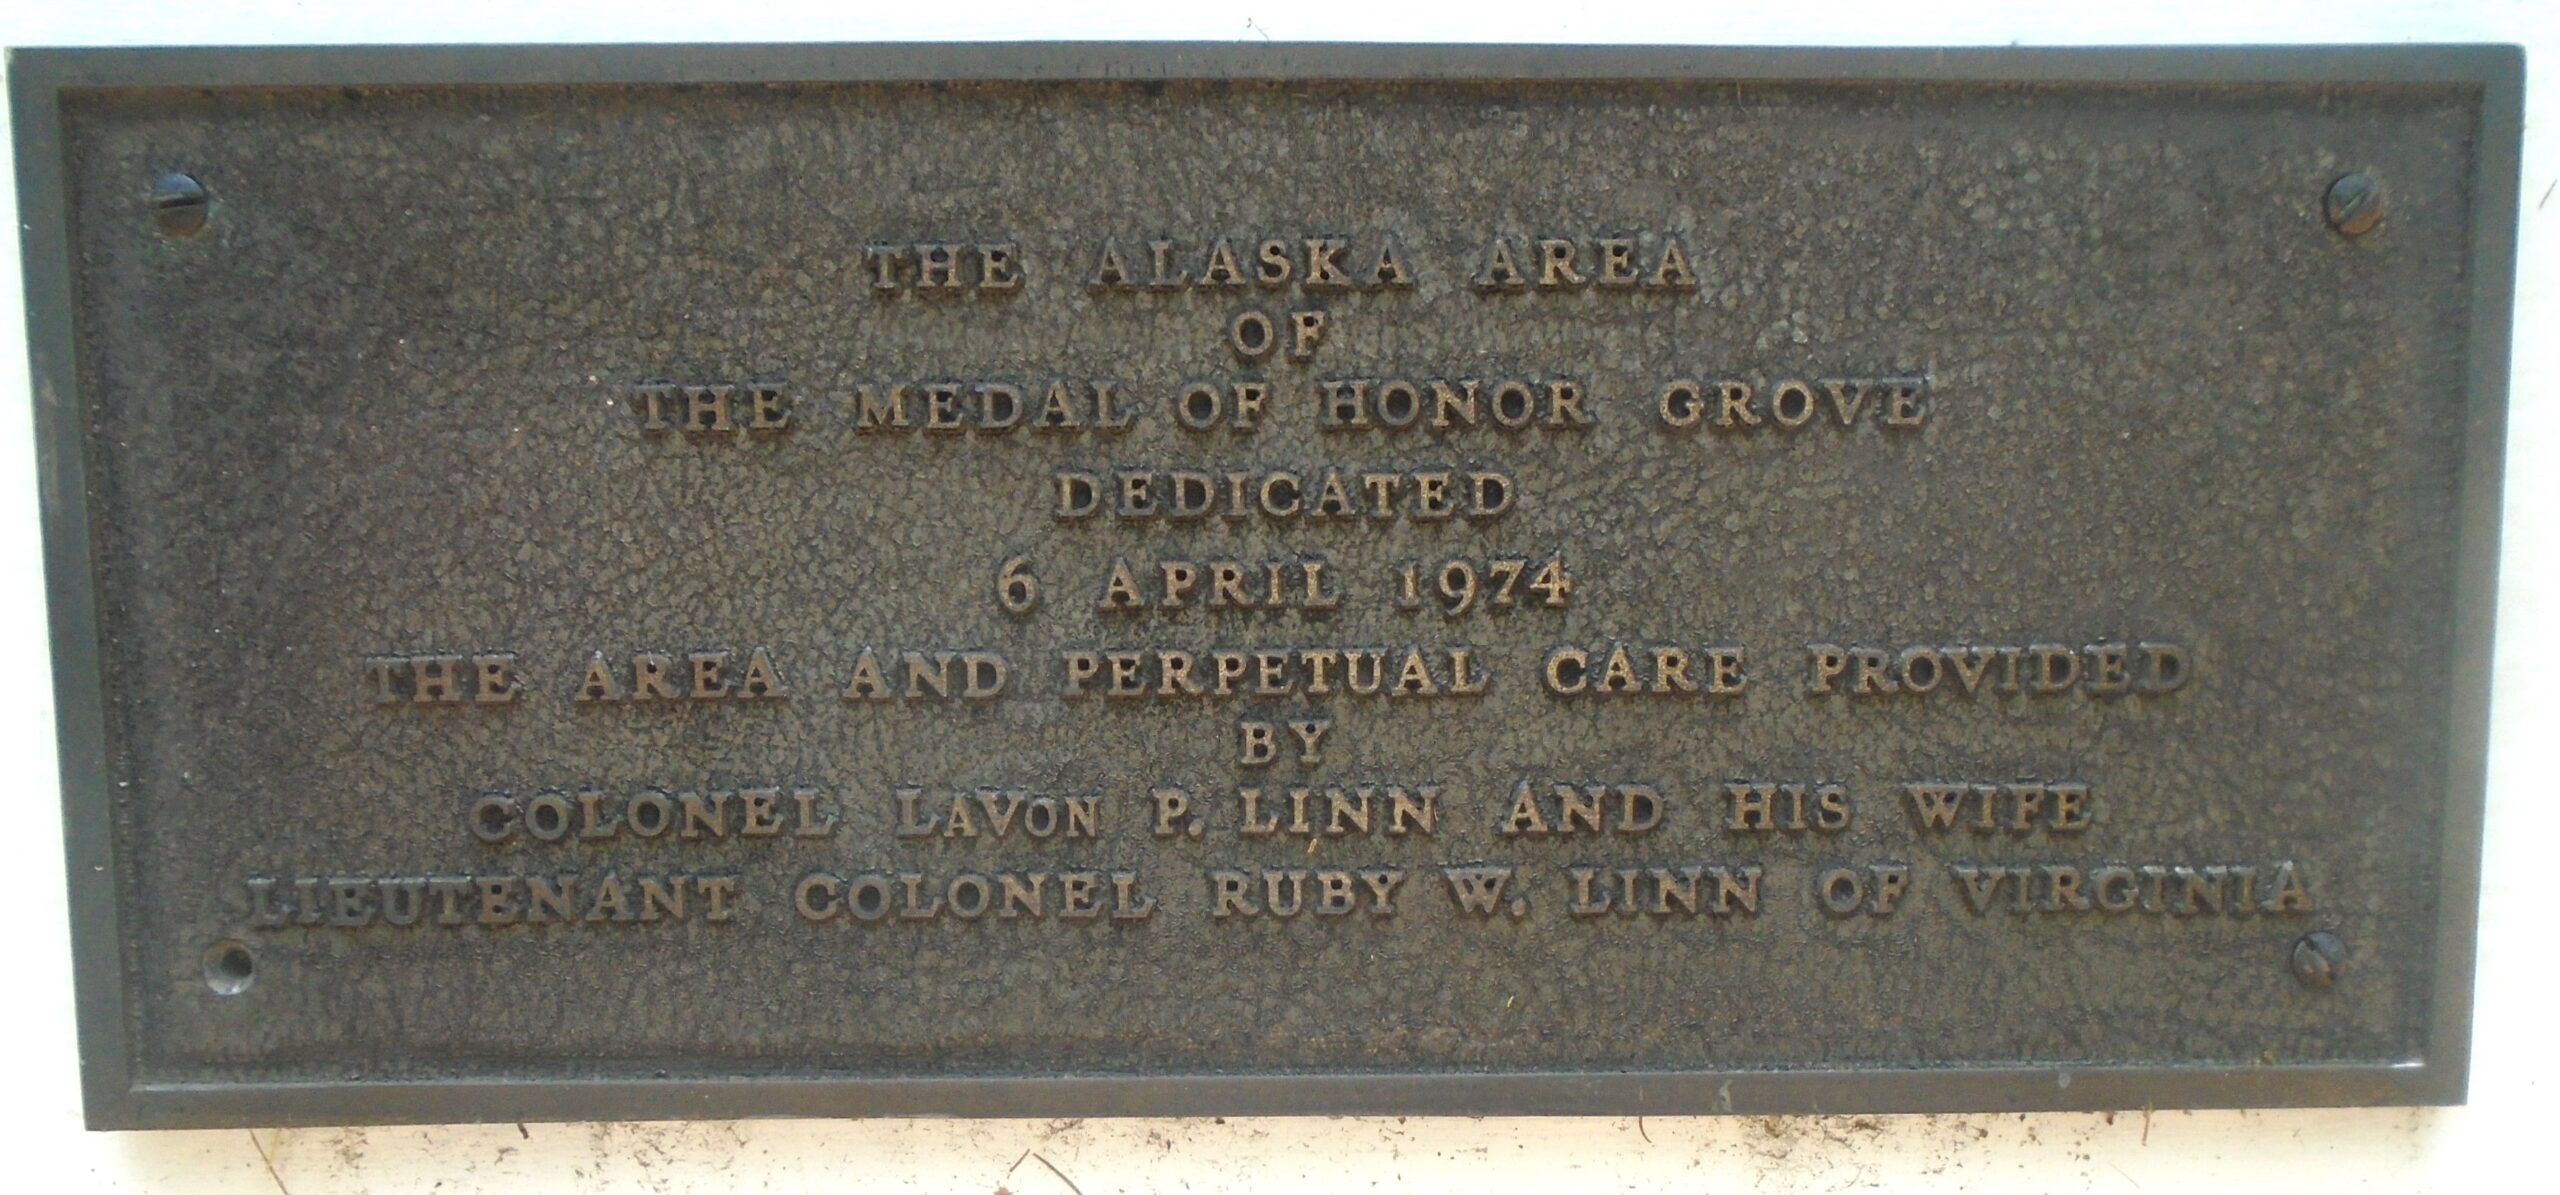 THE ALASKA AREA
OF
THE MEDAL OF HONOR GROVE
DEDICATED
6 APRIL 1974
THE AREA AND PERPETUAL CARE PROVIDED
BY
COLONEL LAVON P. LINN AND HIS WIFE
LIEUTENANT COLONEL RUBY W. LINN OF VIRGINIA